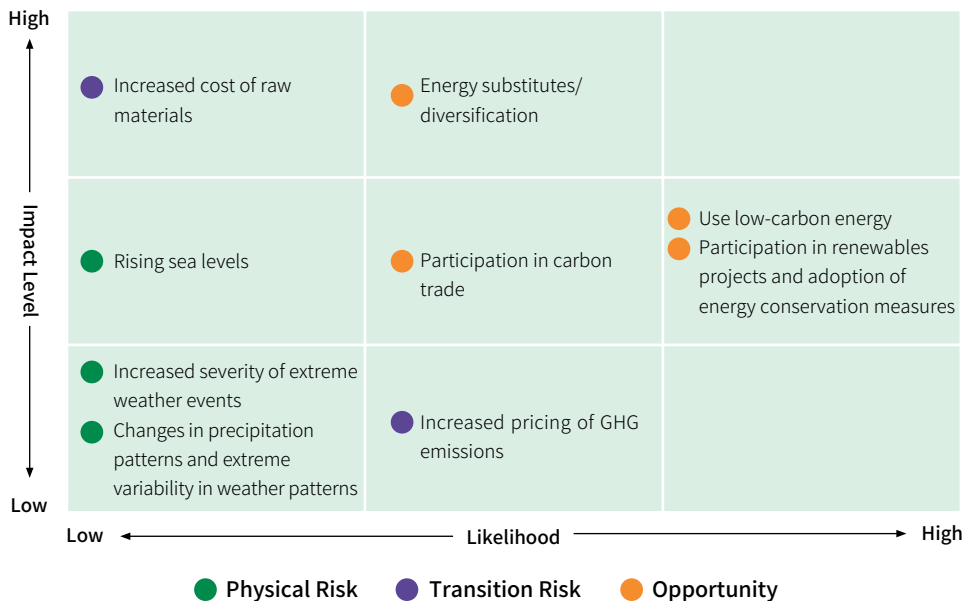 High
Increased cost of raw
materials
Energy substitutes/
diversification
Impact Level
Rising sea levels
Participation in carbon
trade
Use low-carbon energy
Participation in renewables
projects and adoption of
energy conservation measures
Increased severity of extreme
weather events
Changes in precipitation
patterns and extreme
variability in weather patterns
Increased pricing of GHG
emissions
Low
Low
Likelihood
High
Physical Risk
Transition Risk
Opportunity